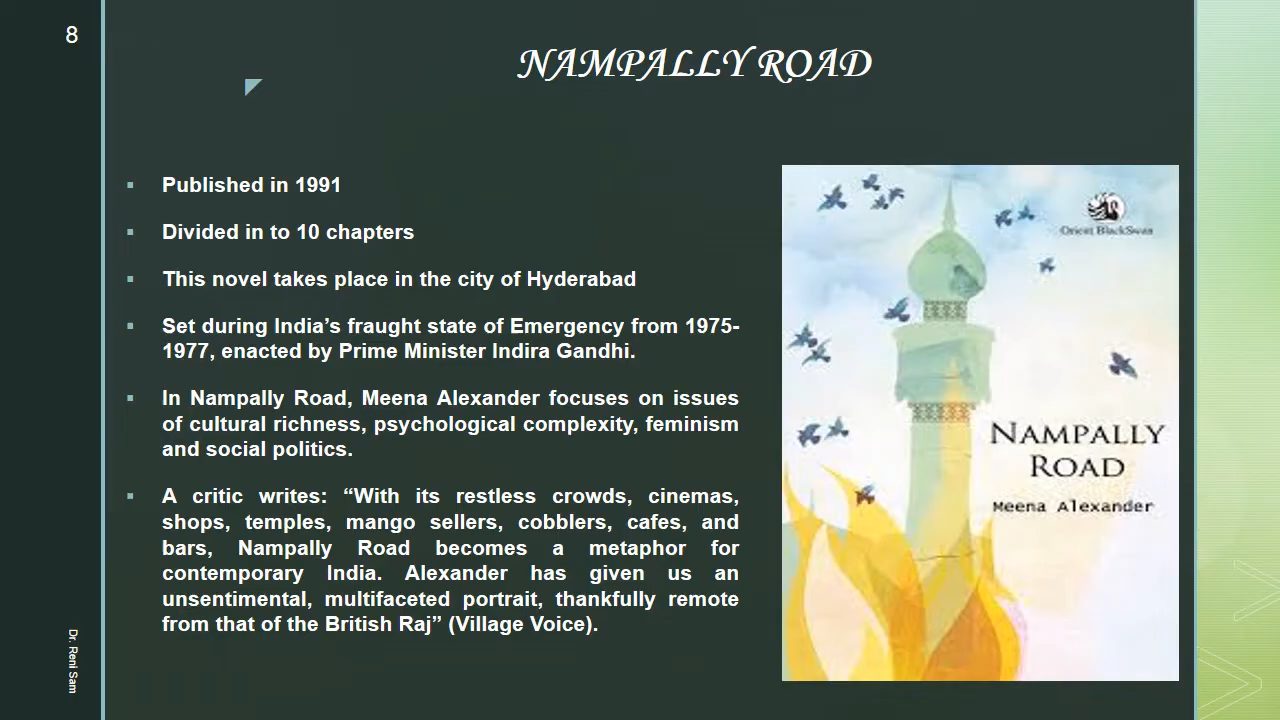 8
NAMPALLY ROAD
Published in 1991
Divided in to 10 chapters
This novel takes place in the city of Hyderabad
Set during India’s fraught state of Emergency from 1975-
1977, enacted by Prime Minister Indira Gandhi.
In Nampally Road, Meena Alexander focuses on issues
of cultural richness, psychological complexity, feminism
and social politics.
A critic writes: “With its restless crowds, cinemas,
shops, temples, mango sellers, cobblers, cafes, and
bars, Nampally Road becomes a metaphor for
contemporary India. Alexander has given us an
unsentimental, multifaceted portrait, thankfully remote
from that of the British Raj” (Village Voice).
Orient BlackSwan
NAMPALLY
ROAD
Meena Alexander
Dr. Reni Sam